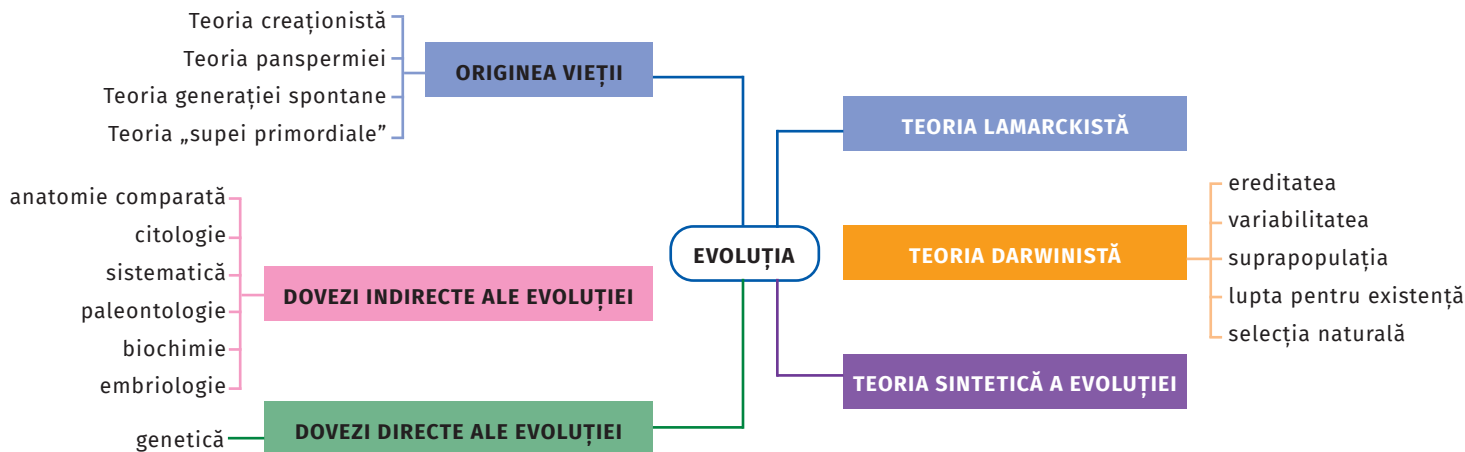 Teoria creaționistă
Teoria panspermiei
Teoria generației spontane
Teoria „supei primordiale”
ORIGINEA VIEȚII
anatomie comparată
citologie
sistematică
paleontologie
biochimie
embriologie
DOVEZI INDIRECTE ALE EVOLUȚIEI
genetică
DOVEZI DIRECTE ALE EVOLUȚIEI
EVOLUȚIA
TEORIA LAMARCKISTĂ
TEORIA DARWINISTĂ
ereditatea
variabilitatea
suprapopulația
lupta pentru existență
selecția naturală
TEORIA SINTETICĂ A EVOLUȚIEI